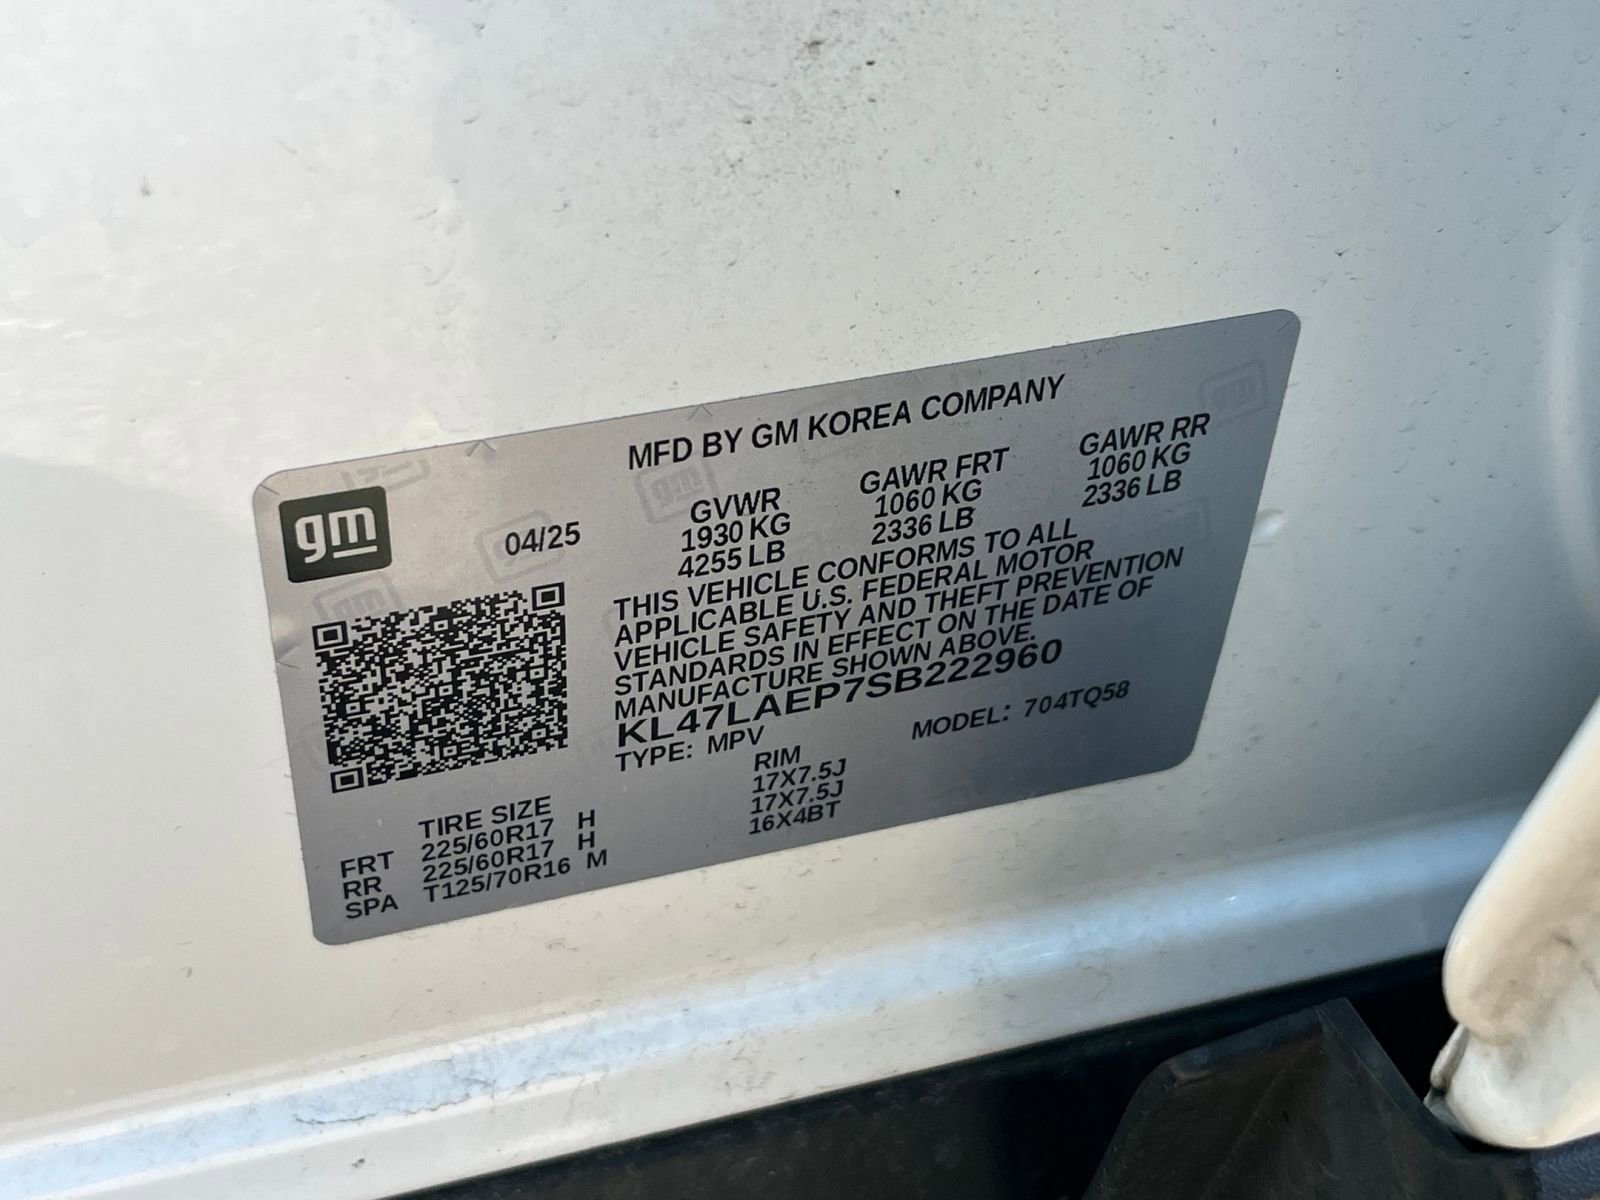 MFD BY GM KOREA COMPANY
gm
04/25
GVWR GAWR FRT GAWR RR
1930 KG 1060 KG 1060 KG
4255 LB 2336 LB 2336 LB
THIS VEHICLE CONFORMS TO ALL
APPLICABLE U.S. FEDERAL MOTOR
VEHICLE SAFETY AND THEFT PREVENTION
STANDARDS IN EFFECT ON THE DATE OF
MANUFACTURE SHOWN ABOVE.
KL47LAEP7SB222960
TYPE: MPV MODEL: 704TQ58
TIRE SIZE RIM
FRT 225/60R17 H 17X7.5J
RR 225/60R17 H 17X7.5J
SPA T125/70R16 M 16X4BT